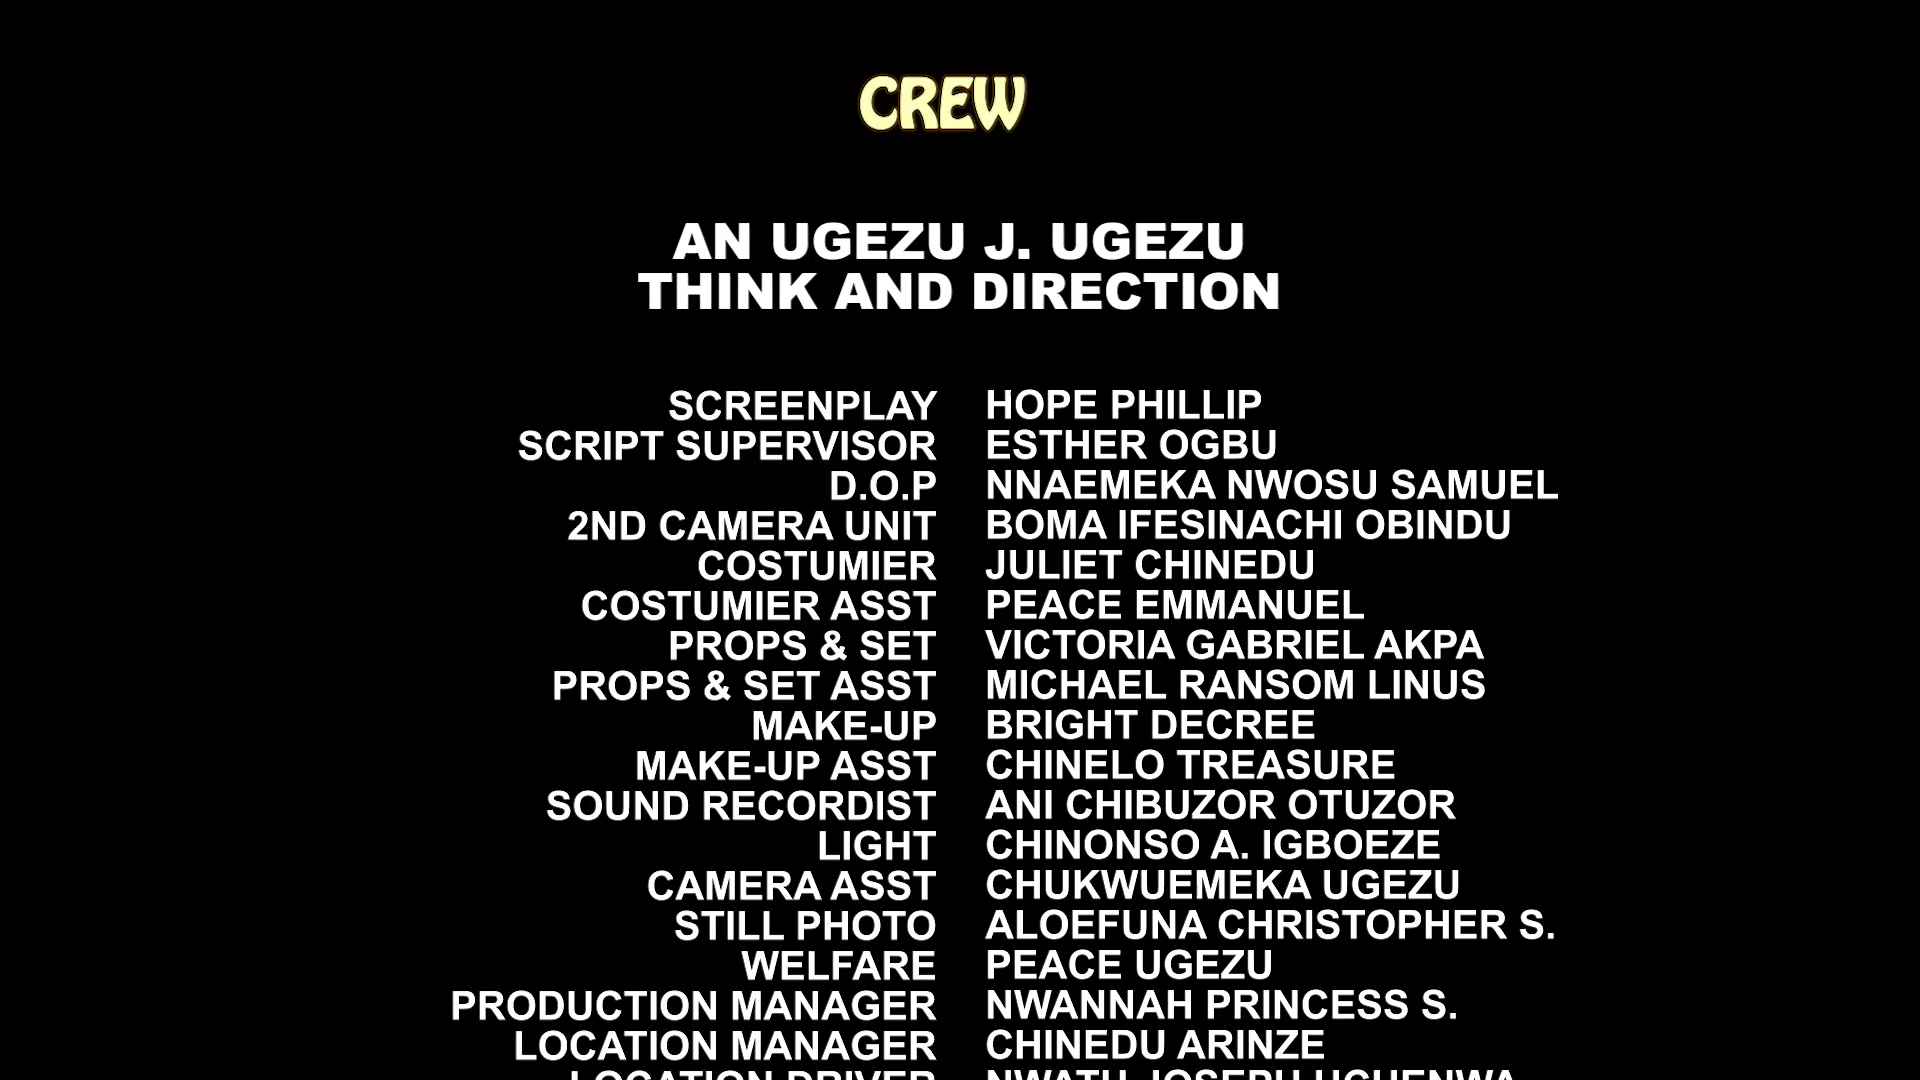 CREW
AN UGEZU J. UGEZU
THINK AND DIRECTION
SCREENPLAY HOPE PHILLIP
SCRIPT SUPERVISOR ESTHER OGBU
D.O.P NNAEMEKA NWOSU SAMUEL
2ND CAMERA UNIT BOMA IFESINACHI OBINDU
COSTUMIER JULIET CHINEDU
COSTUMIER ASST PEACE EMMANUEL
PROPS & SET VICTORIA GABRIEL AKPA
PROPS & SET ASST MICHAEL RANSOM LINUS
MAKE-UP BRIGHT DECREE
MAKE-UP ASST CHINELO TREASURE
SOUND RECORDIST ANI CHIBUZOR OTUZOR
LIGHT CHINONSO A. IGBOEZE
CAMERA ASST CHUKWUEMEKA UGEZU
STILL PHOTO ALOEFUNA CHRISTOPHER S.
WELFARE PEACE UGEZU
PRODUCTION MANAGER NWANNAH PRINCESS S.
LOCATION MANAGER CHINEDU ARINZE
LOCATION DRIVER JOSEPH